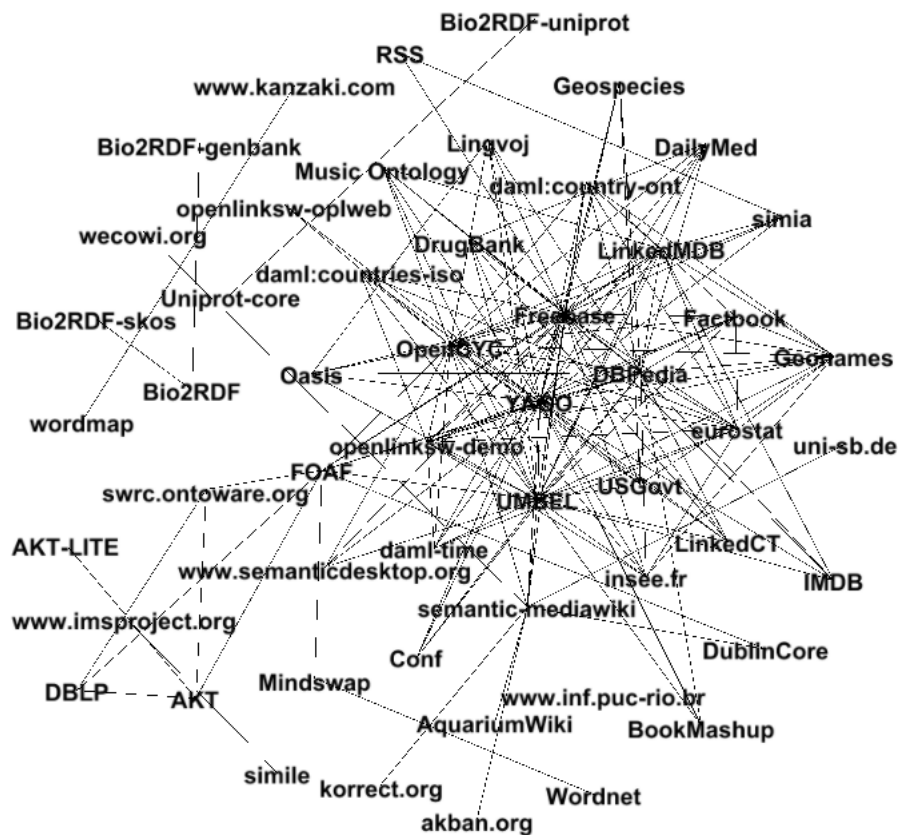 Bio2RDF-uniprot
RSS
www.kanzaki.com
Geospecies
Bio2RDF-genbank
Lingvoj
DailyMed
Music Ontology
daml:country-ont
openlinksw-oplweb
simia
wecowi.org
DrugBank
LinkedMDB
daml:countries-iso
Uniprot-core
Freebase
Factbook
Bio2RDF-skos
OpenCYC
Geonames
Oasis
DBPedia
Bio2RDF
YAGO
wordmap
openlinksw-demo
eurostat
uni-sb.de
FOAF
swrc.ontoware.org
UMBEL
USGovt
AKT-LITE
daml-time
LinkedCT
www.semanticdesktop.org
insee.fr
IMDB
www.imsproject.org
semantic-mediawiki
DublinCore
Conf
DBLP
AKT
Mindswap
www.inf.puc-rio.br
AquariumWiki
BookMashup
simile
korrect.org
Wordnet
akban.org